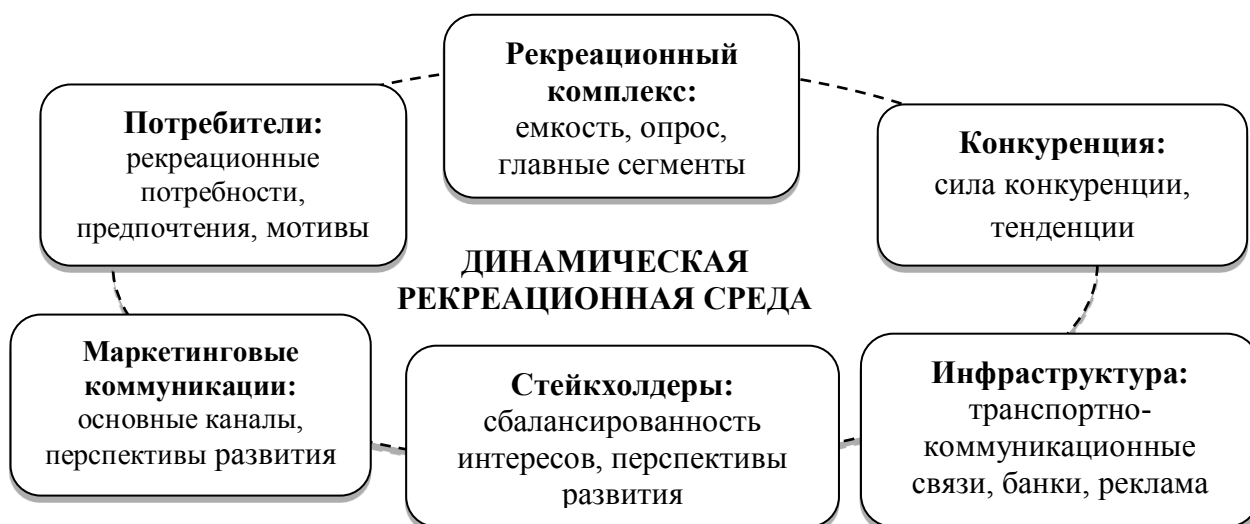 Рекреационный
комплекс:
емкость, опрос,
главные сегменты
Потребители:
рекреационные
потребности,
предпочтения, мотивы
Конкуренция:
сила конкуренции,
тенденции
ДИНАМИЧЕСКАЯ
РЕКРЕАЦИОННАЯ СРЕДА
Маркетинговые
коммуникации:
основные каналы,
перспективы развития
Стейкхолдеры:
сбалансированность
интересов, перспективы
развития
Инфраструктура:
транспортно-
коммуникационные
связи, банки, реклама